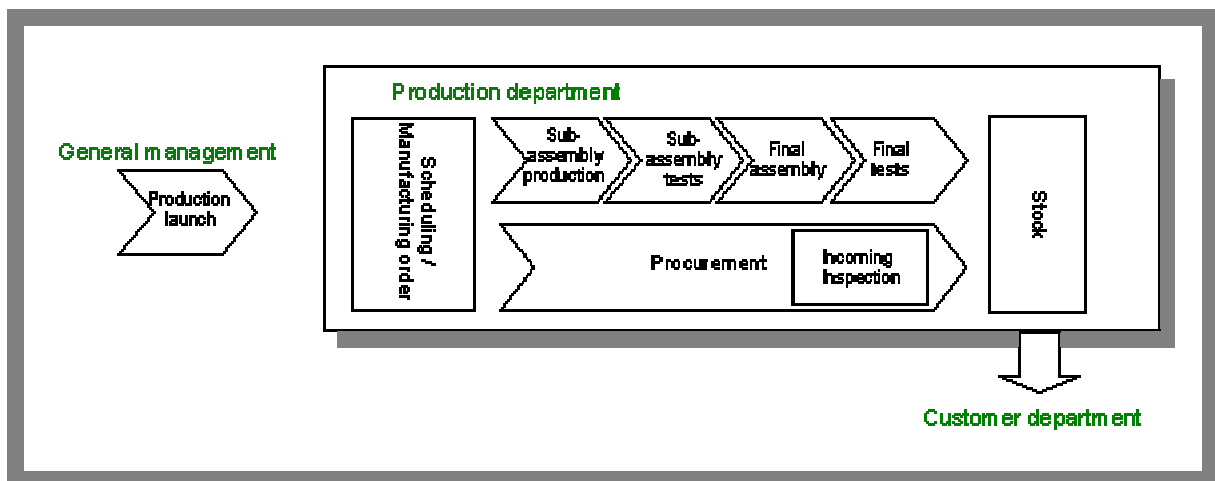 Production department
General management
Production
launch
Scheduling /
Manufacturing order
Sub-
assembly
production
Sub-
assembly
tests
Final
assembly
Final
tests
Procurement
Incoming
Inspection
Stock
Customer department